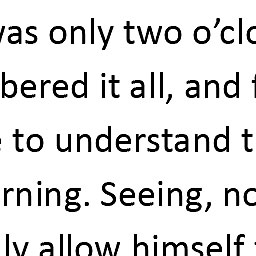 was only two o'clo
bered it all, and f
e to understand t
rning. Seeing, no
ly allow himself